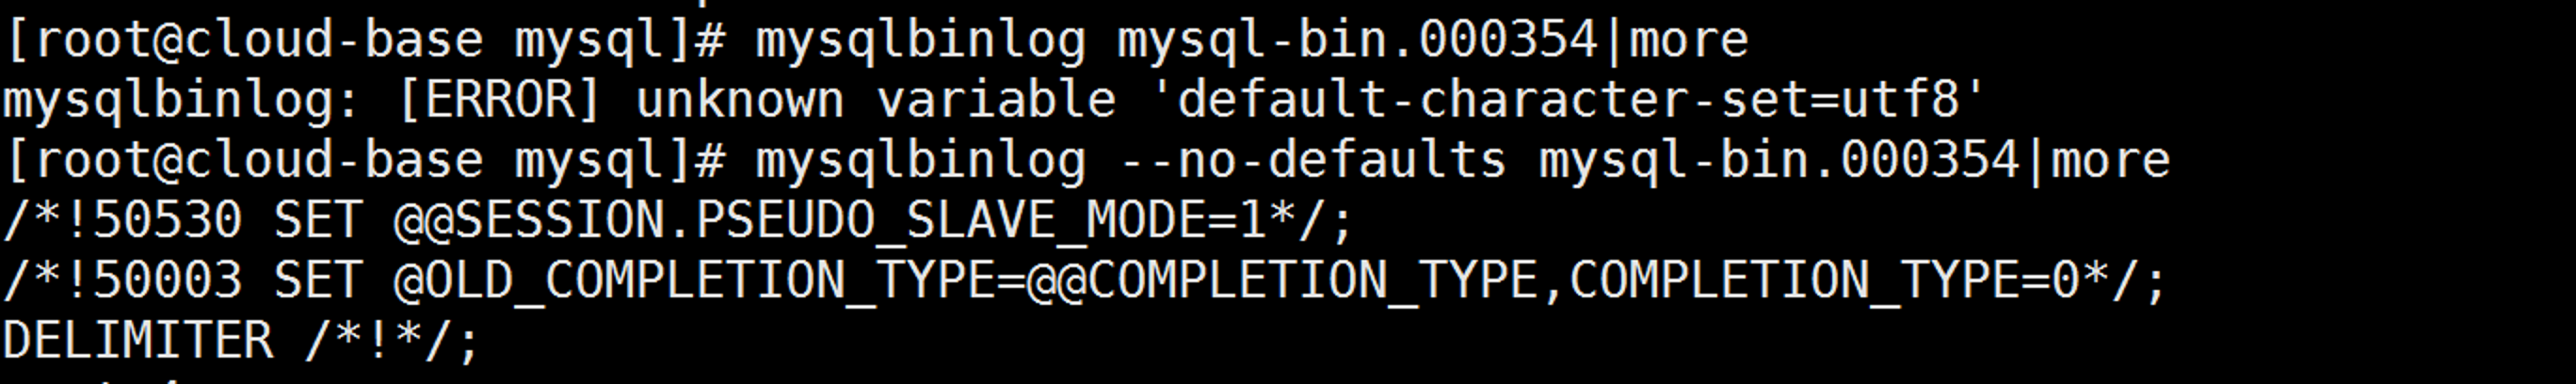 [root@cloud-base mysql]# mysqlbinlog mysql-bin.000354|more
mysqlbinlog: [ERROR] unknown variable 'default-character-set=utf8'
[root@cloud-base mysql]# mysqlbinlog --no-defaults mysql-bin.000354|more
/*!50530 SET @@SESSION.PSEUDO_SLAVE_MODE=1*/;
/*!50003 SET @OLD_COMPLETION_TYPE=@@COMPLETION_TYPE,COMPLETION_TYPE=0*/;
DELIMITER /*!*/;